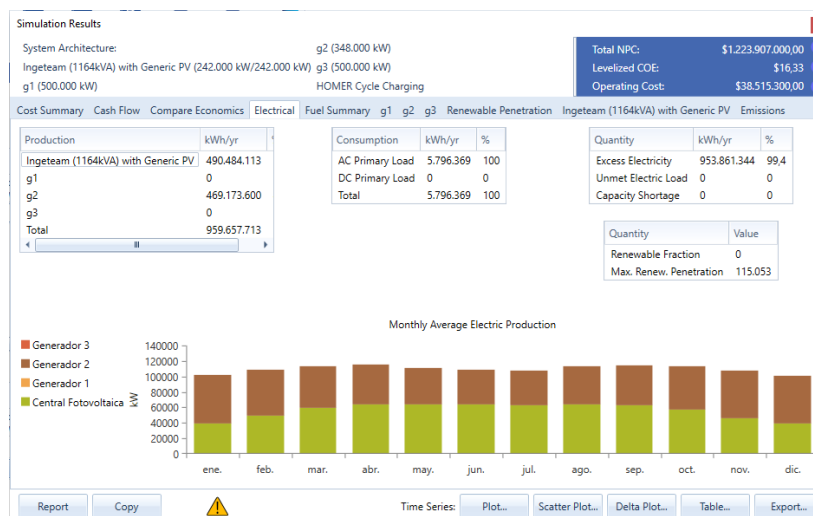 Simulation Results
System Architecture:
g2 (348.000 kW)
Ingeteam (1164kVA) with Generic PV (242.000 kW/242.000 kW)
g3 (500.000 kW)
g1 (500.000 kW)
HOMER Cycle Charging
Total NPC: $1.223.907.000,00
Levelized COE: $16,33
Operating Cost: $38.515.300,00
Cost Summary Cash Flow Compare Economics Electrical Fuel Summary g1 g2 g3 Renewable Penetration Ingeteam (1164kVA) with Generic PV Emissions
Production kWh/yr
Ingeteam (1164kVA) with Generic PV 490.484.113
g1 0
g2 469.173.600
g3 0
Total 959.657.713
Consumption kWh/yr %
AC Primary Load 5.796.369 100
DC Primary Load 0 0
Total 5.796.369 100
Quantity kWh/yr %
Excess Electricity 953.861.344 99,4
Unmet Electric Load 0 0
Capacity Shortage 0 0
Quantity Value
Renewable Fraction 0
Max. Renew. Penetration 115.053
Monthly Average Electric Production
Generador 3
Generador 2
Generador 1
Central Fotovoltaica
kW
140000
120000
100000
80000
60000
40000
20000
0
ene. feb. mar. abr. may. jun. jul. ago. sep. oct. nov. dic.
Report Copy Time Series: Plot... Scatter Plot... Delta Plot... Table... Export...